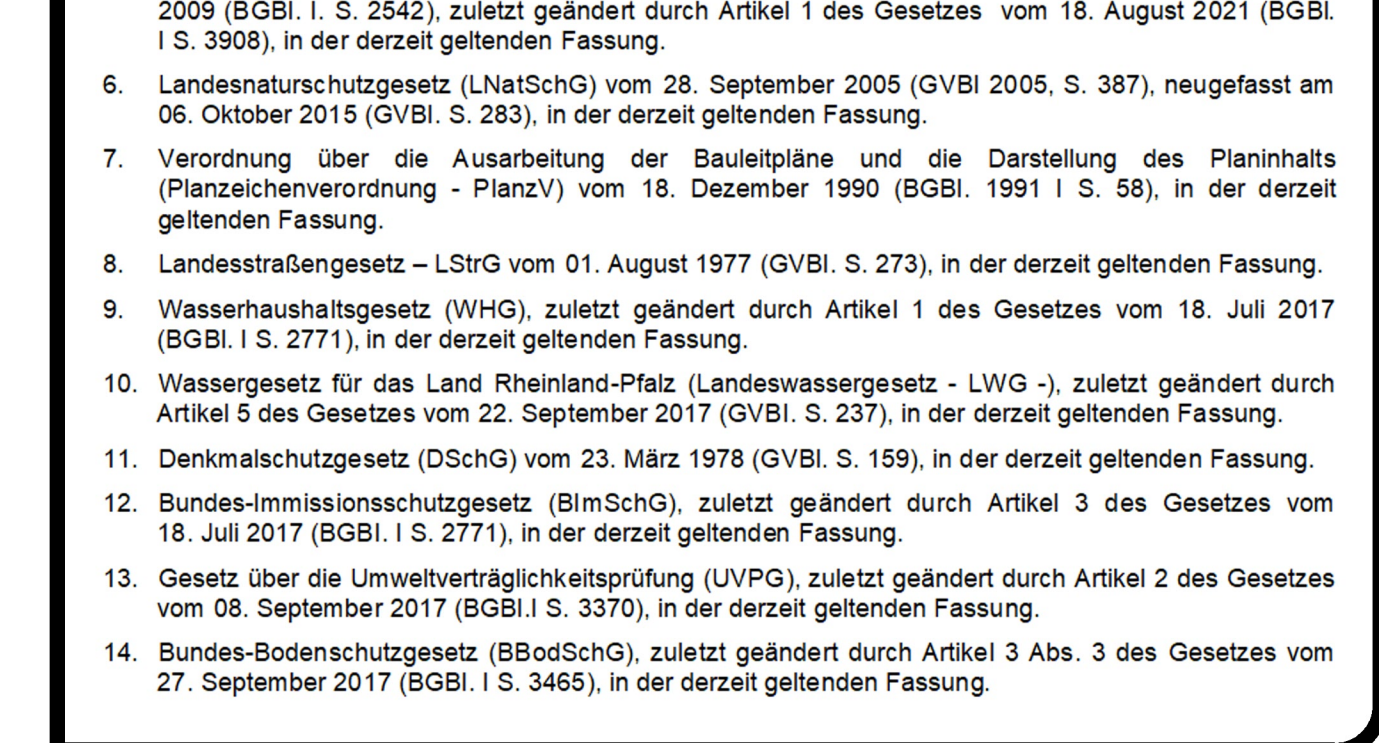 2009 (BGBl. I. S. 2542), zuletzt geändert durch Artikel 1 des Gesetzes vom 18. August 2021 (BGBl.
I S. 3908), in der derzeit geltenden Fassung.
6. Landesnaturschutzgesetz (LNatSchG) vom 28. September 2005 (GVBl 2005, S. 387), neugefasst am
06. Oktober 2015 (GVBl. S. 283), in der derzeit geltenden Fassung.
7. Verordnung über die Ausarbeitung der Bauleitpläne und die Darstellung des Planinhalts
(Planzeichenverordnung - PlanzV) vom 18. Dezember 1990 (BGBl. 1991 I S. 58), in der derzeit
geltenden Fassung.
8. Landesstraßengesetz – LStrG vom 01. August 1977 (GVBl. S. 273), in der derzeit geltenden Fassung.
9. Wasserhaushaltsgesetz (WHG), zuletzt geändert durch Artikel 1 des Gesetzes vom 18. Juli 2017
(BGBl. I S. 2771), in der derzeit geltenden Fassung.
10. Wassergesetz für das Land Rheinland-Pfalz (Landeswassergesetz - LWG -), zuletzt geändert durch
Artikel 5 des Gesetzes vom 22. September 2017 (GVBl. S. 237), in der derzeit geltenden Fassung.
11. Denkmalschutzgesetz (DSchG) vom 23. März 1978 (GVBl. S. 159), in der derzeit geltenden Fassung.
12. Bundes-Immissionsschutzgesetz (BImSchG), zuletzt geändert durch Artikel 3 des Gesetzes vom
18. Juli 2017 (BGBl. I S. 2771), in der derzeit geltenden Fassung.
13. Gesetz über die Umweltverträglichkeitsprüfung (UVPG), zuletzt geändert durch Artikel 2 des Gesetzes
vom 08. September 2017 (BGBl.I S. 3370), in der derzeit geltenden Fassung.
14. Bundes-Bodenschutzgesetz (BBodSchG), zuletzt geändert durch Artikel 3 Abs. 3 des Gesetzes vom
27. September 2017 (BGBl. I S. 3465), in der derzeit geltenden Fassung.